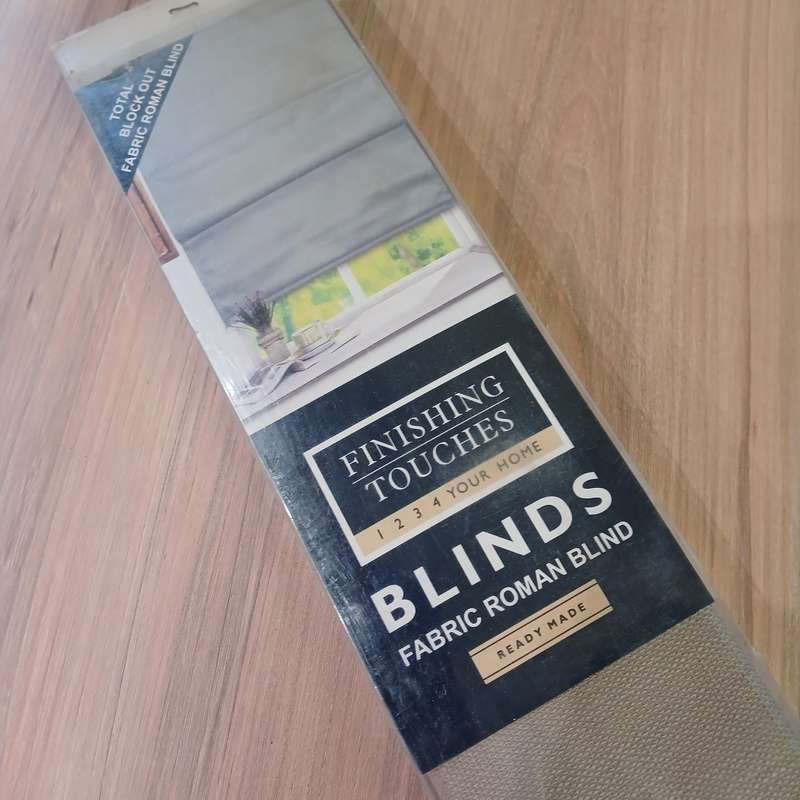 TOTAL
BLOCK OUT
FABRIC ROMAN BLIND
FINISHING
TOUCHES
1 2 3 4 YOUR HOME
BLINDS
FABRIC ROMAN BLIND
READY MADE